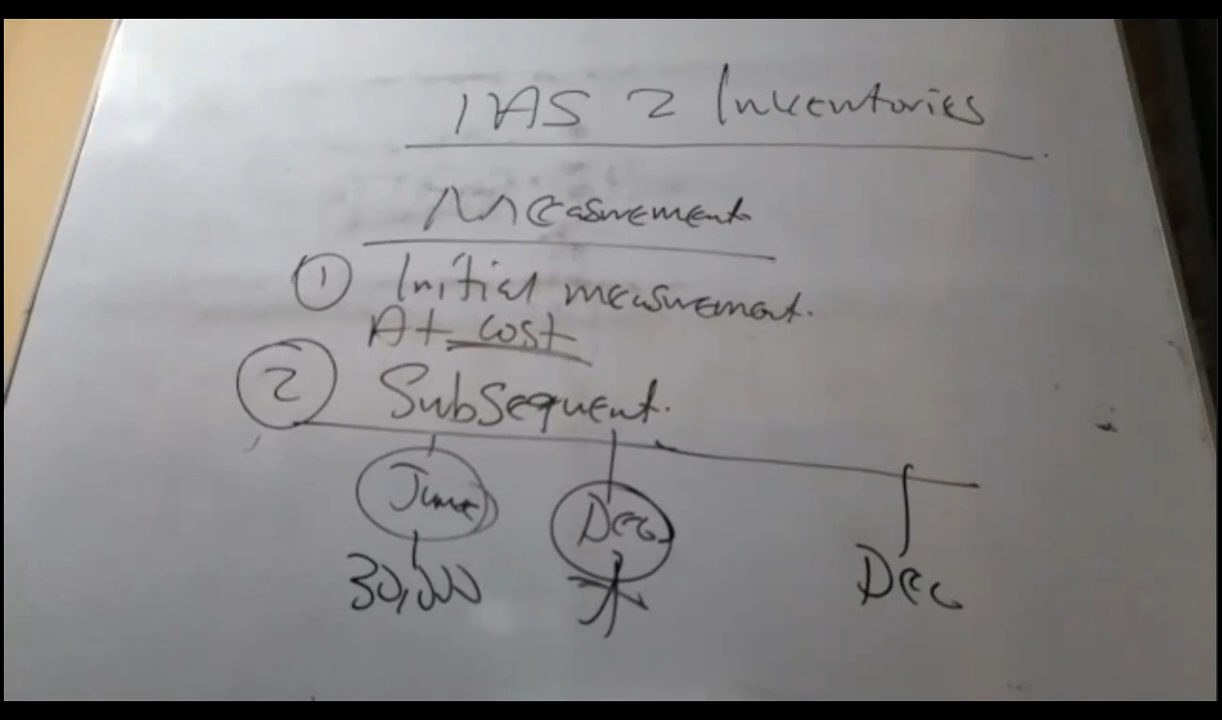 IAS 2 Inventories
Measurement
① Initial measurement.
At cost
② Subsequent.
June Dec Dec
30,000